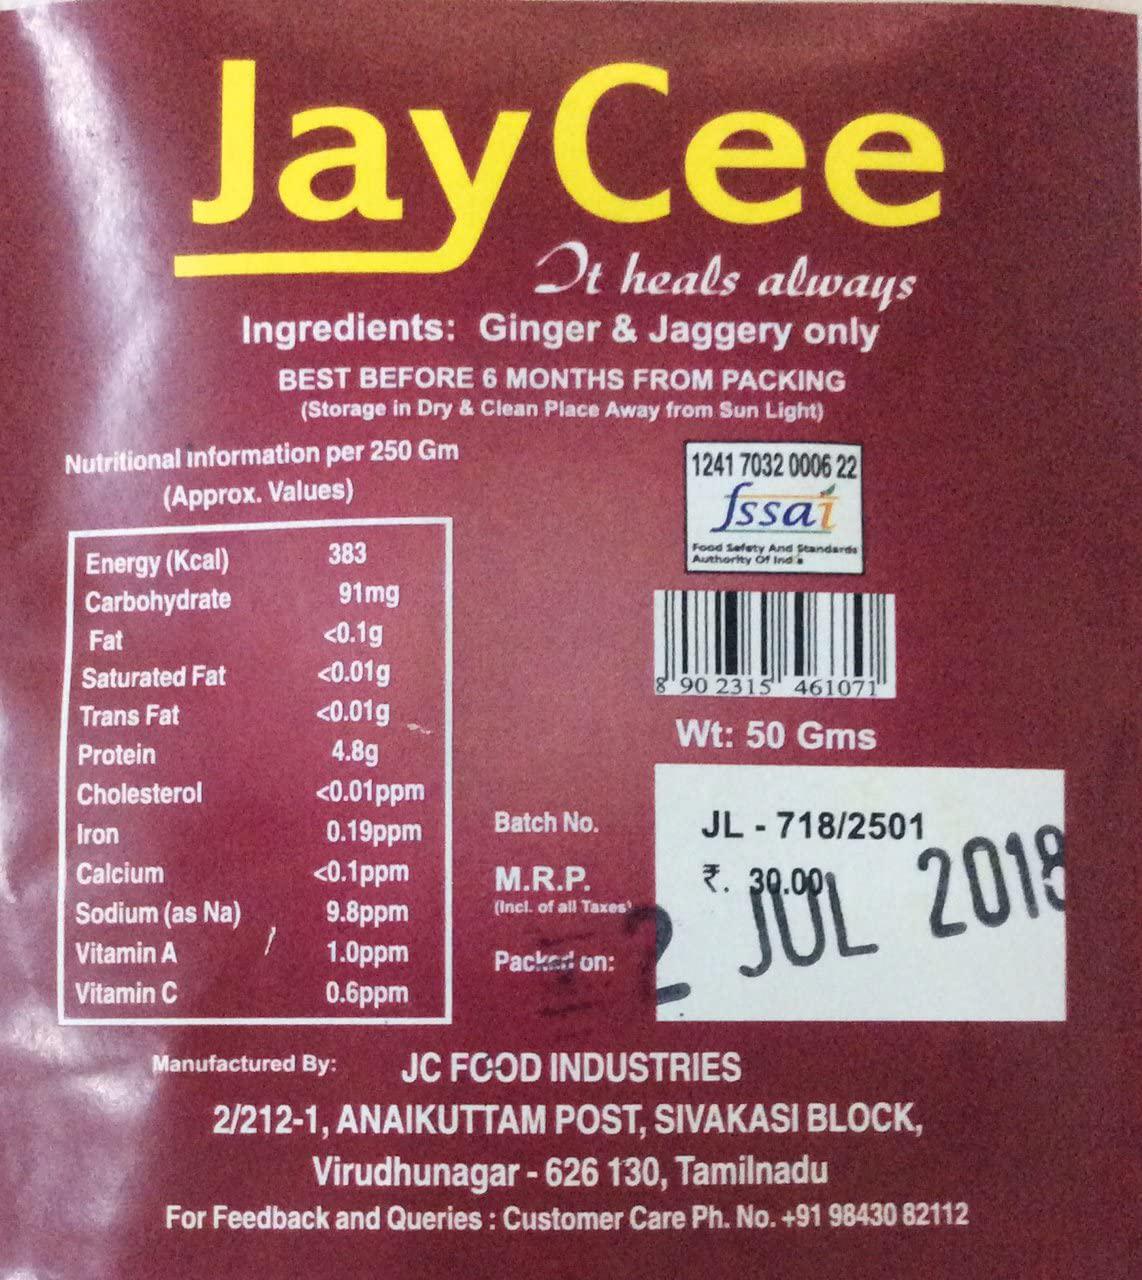 JayCee
It heals always
Ingredients: Ginger & Jaggery only
BEST BEFORE 6 MONTHS FROM PACKING
(Storage in Dry & Clean Place Away from Sun Light)
Nutritional information per 250 Gm
(Approx. Values)
Energy (Kcal) 383
Carbohydrate 91mg
Fat <0.1g
Saturated Fat <0.01g
Trans Fat <0.01g
Protein 4.8g
Cholesterol <0.01ppm
Iron 0.19ppm
Calcium <0.1ppm
Sodium (as Na) 9.8ppm
Vitamin A 1.0ppm
Vitamin C 0.6ppm
1241 7032 0006 22
fssai
Food Safety And Standards
Authority Of India
8 90 2315 461071
Wt: 50 Gms
Batch No. JL - 718/2501
M.R.P. ₹. 30.00
(Incl. of all Taxes)
Packed on: 2 JUL 2018
Manufactured By: JC FOOD INDUSTRIES
2/212-1, ANAIKUTTAM POST, SIVAKASI BLOCK,
Virudhunagar - 626 130, Tamilnadu
For Feedback and Queries : Customer Care Ph. No. +91 98430 82112